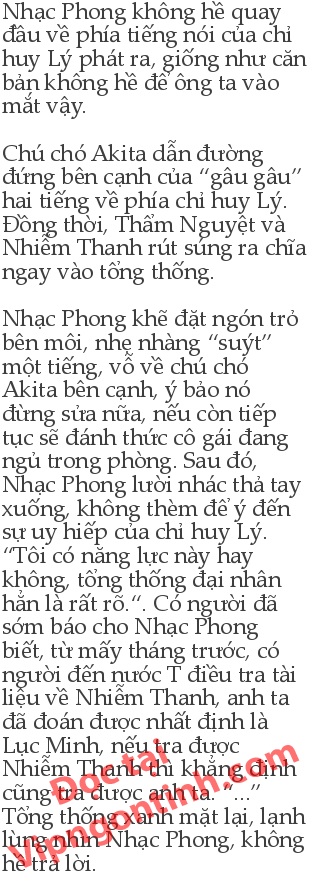 Nhạc Phong không hề quay
đầu về phía tiếng nói của chỉ
huy Lý phát ra, giống như căn
bản không hề để ông ta vào
mắt vậy.
Chú chó Akita dẫn đường
đứng bên cạnh của “gâu gâu”
hai tiếng về phía chỉ huy Lý.
Đồng thời, Thẩm Nguyệt và
Nhiễm Thanh rút súng ra chĩa
ngay vào tổng thống.
Nhạc Phong khẽ đặt ngón trỏ
bên môi, nhẹ nhàng “suỵt”
một tiếng, vỗ về chú chó
Akita bên cạnh, ý bảo nó
đừng sửa nữa, nếu còn tiếp
tục sẽ đánh thức cô gái đang
ngủ trong phòng. Sau đó,
Nhạc Phong lười nhác thả tay
xuống, không thèm để ý đến
sự uy hiếp của chỉ huy Lý.
“Tôi có năng lực này hay
không, tổng thống đại nhân
hẳn là rất rõ.“. Có người đã
sớm báo cho Nhạc Phong
biết, từ mấy tháng trước, có
người đến nước T điều tra tài
liệu về Nhiễm Thanh, anh ta
đã đoán được nhất định là
Lục Minh, nếu tra được
Nhiễm Thanh thì khẳng định
cũng tra được anh ta. “...”
Tổng thống xanh mặt lại, lạnh
lùng nhìn Nhạc Phong, không
hề trả lời.
Đọc tại
Vipngontinh.com